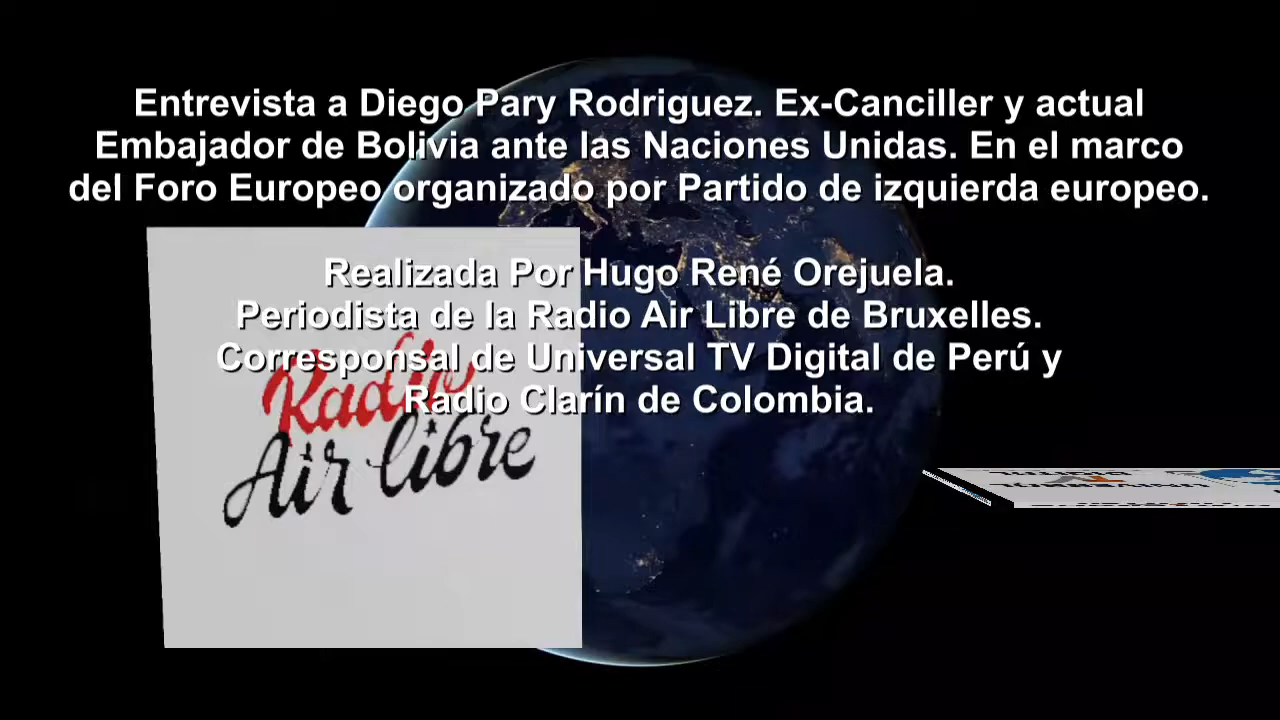 Entrevista a Diego Pary Rodriguez. Ex-Canciller y actual
Embajador de Bolivia ante las Naciones Unidas. En el marco
del Foro Europeo organizado por Partido de izquierda europeo.
Realizada Por Hugo René Orejuela.
Periodista de la Radio Air Libre de Bruxelles.
Corresponsal de Universal TV Digital de Perú y
Radio Clarín de Colombia.
Radio
Air libre